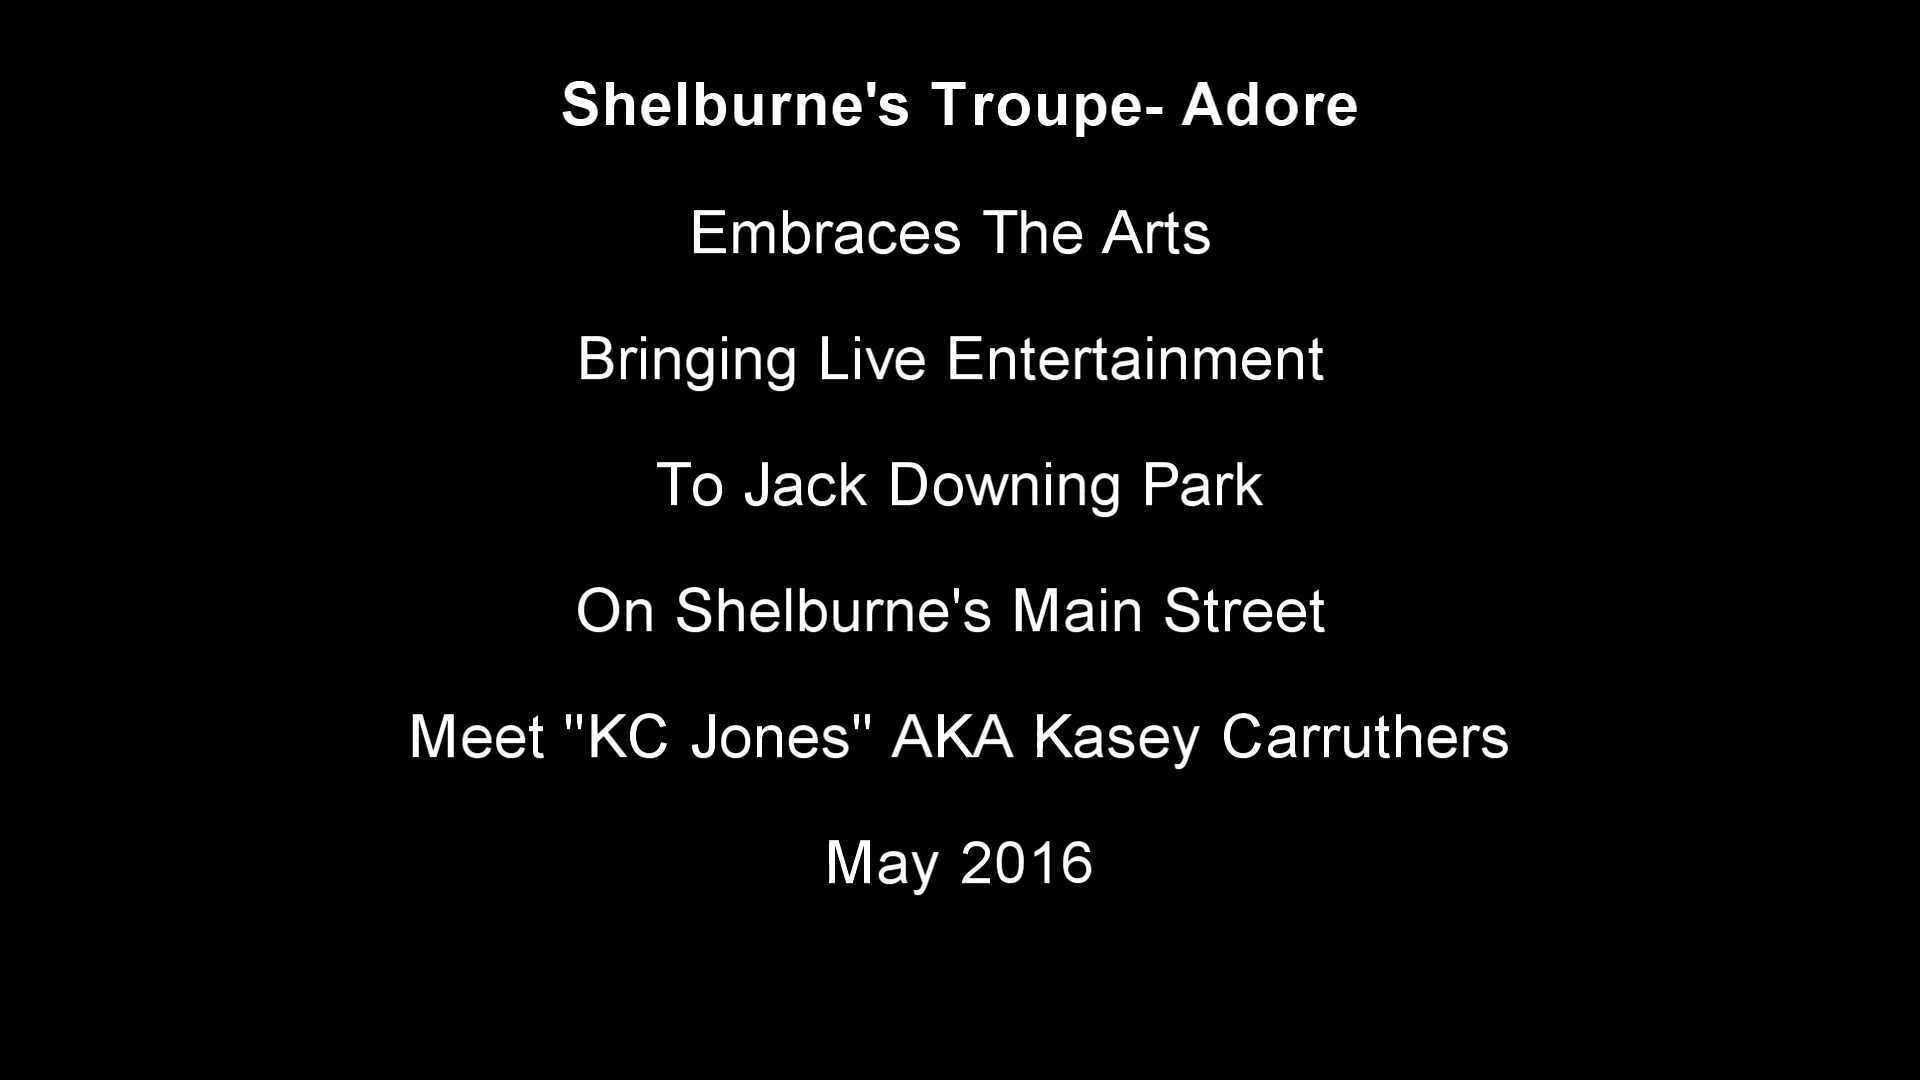 Shelburne's Troupe- Adore
Embraces The Arts
Bringing Live Entertainment
To Jack Downing Park
On Shelburne's Main Street
Meet "KC Jones" AKA Kasey Carruthers
May 2016